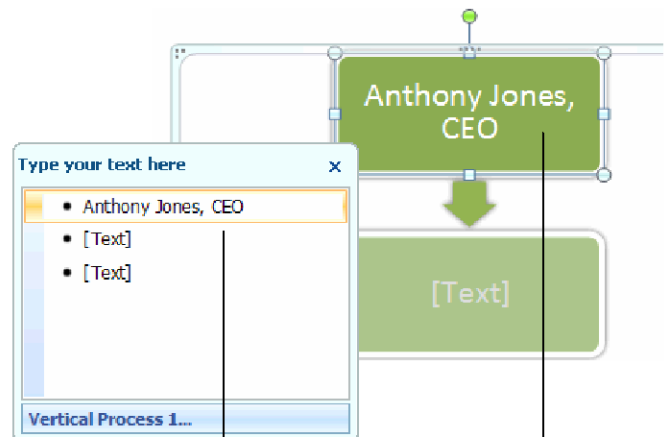 Anthony Jones,
CEO
Type your text here
Anthony Jones, CEO
[Text]
[Text]
[Text]
Vertical Process 1...